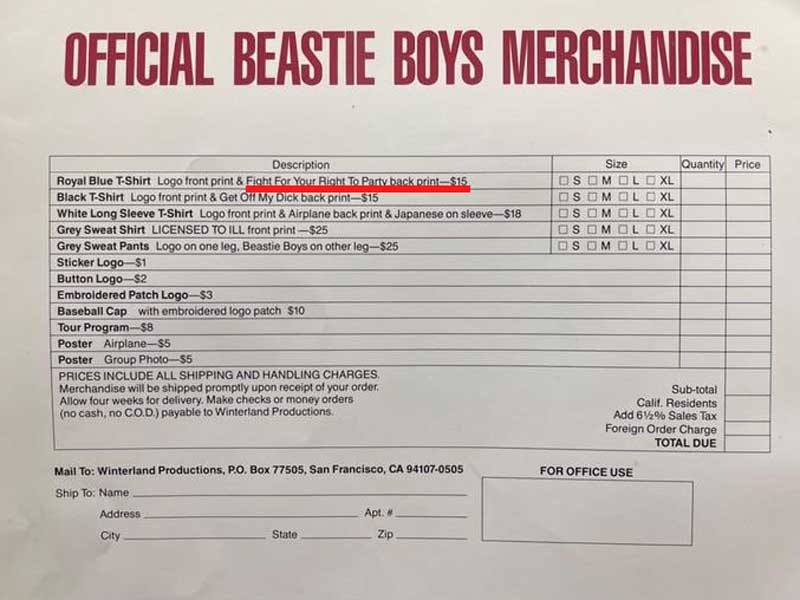 OFFICIAL BEASTIE BOYS MERCHANDISE
Description Size Quantity Price
Royal Blue T-Shirt Logo front print & Fight For Your Right To Party back print—$15 ☐ S ☐ M ☐ L ☐ XL
Black T-Shirt Logo front print & Get Off My Dick back print—$15 ☐ S ☐ M ☐ L ☐ XL
White Long Sleeve T-Shirt Logo front print & Airplane back print & Japanese on sleeve—$18 ☐ S ☐ M ☐ L ☐ XL
Grey Sweat Shirt LICENSED TO ILL front print —$25 ☐ S ☐ M ☐ L ☐ XL
Grey Sweat Pants Logo on one leg, Beastie Boys on other leg—$25 ☐ S ☐ M ☐ L ☐ XL
Sticker Logo—$1
Button Logo—$2
Embroidered Patch Logo—$3
Baseball Cap with embroidered logo patch $10
Tour Program—$8
Poster Airplane—$5
Poster Group Photo—$5
PRICES INCLUDE ALL SHIPPING AND HANDLING CHARGES.
Merchandise will be shipped promptly upon receipt of your order.
Allow four weeks for delivery. Make checks or money orders
(no cash, no C.O.D.) payable to Winterland Productions.
Sub-total
Calif. Residents
Add 6½% Sales Tax
Foreign Order Charge
TOTAL DUE
Mail To: Winterland Productions, P.O. Box 77505, San Francisco, CA 94107-0505
FOR OFFICE USE
Ship To: Name
Address Apt. #
City State Zip